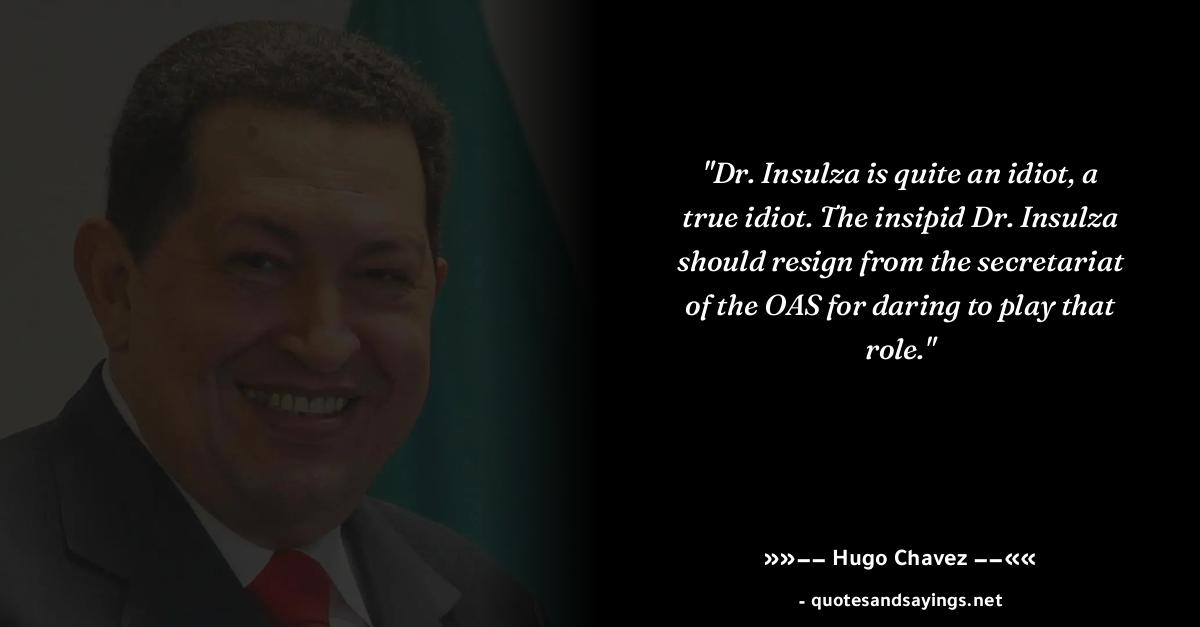 "Dr. Insulza is quite an idiot, a
true idiot. The insipid Dr. Insulza
should resign from the secretariat
of the OAS for daring to play that
role."
»»−− Hugo Chavez −−««
- quotesandsayings.net